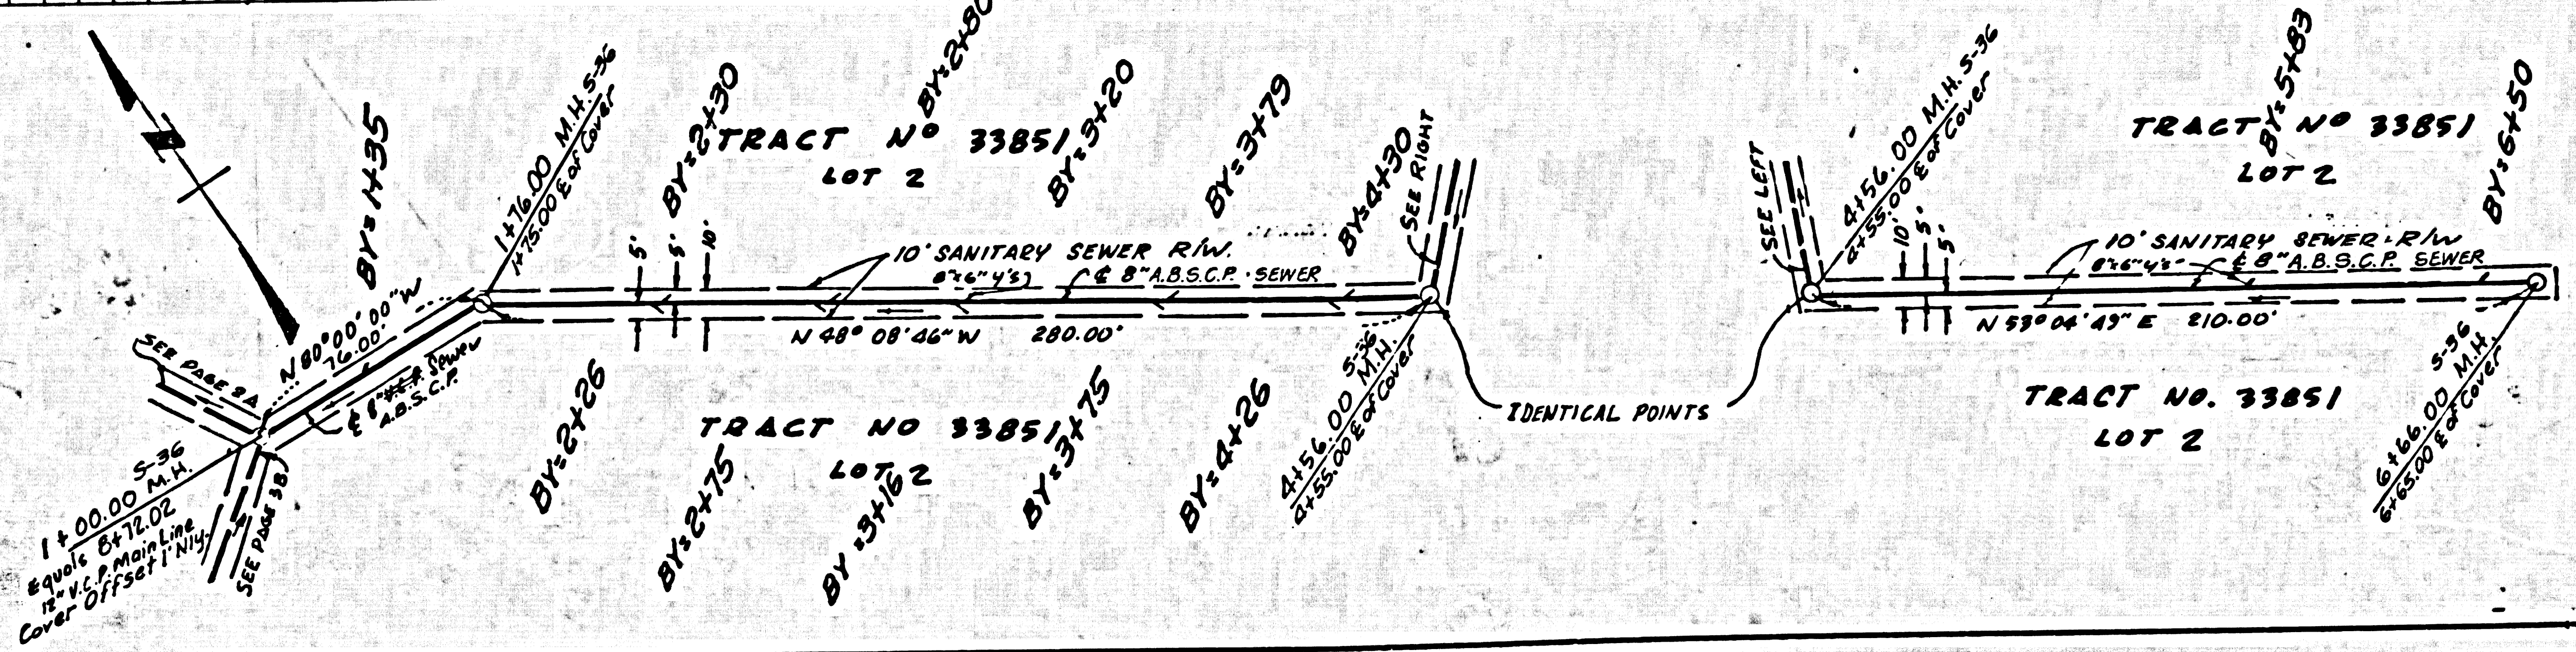 N
BY=1+35
1+76.00 M.H. S-36
1+75.00 ₵ of Cover
BY=2+30
BY=2+80
BY=3+20
BY=3+79
BY=4+30
TRACT Nº 33851
LOT 2
SEE RIGHT
5'
5'
10'
10' SANITARY SEWER R/W.
8"x6" Y's
₵ 8" A.B.S.C.P. SEWER
N 48° 08' 46" W 280.00'
N 80° 00' 00" W
76.00'
SEE PAGE 3A
₵ 8" V.C.P. Sewer
A.B.S.C.P.
S-36
1+00.00 M.H.
Equals 8+72.02
12" V.C.P. Main Line
Cover Offset 1' Nly.
SEE PAGE 3B
BY=2+26
BY=2+75
BY=3+16
BY=3+75
BY=4+26
TRACT NO 33851
LOT 2
S-36
4+56.00 M.H.
4+55.00 ₵ of Cover
IDENTICAL POINTS
SEE LEFT
4+56.00 M.H. S-36
4+55.00 ₵ of Cover
10'
5'
5'
TRACT Nº 33851
LOT 2
BY=5+83
BY=6+50
10' SANITARY SEWER R/W
8"x6" Y's
₵ 8" A.B.S.C.P. SEWER
N 53° 04' 49" E 210.00'
TRACT NO. 33851
LOT 2
S-36
6+66.00 M.H.
6+65.00 ₵ of Cover